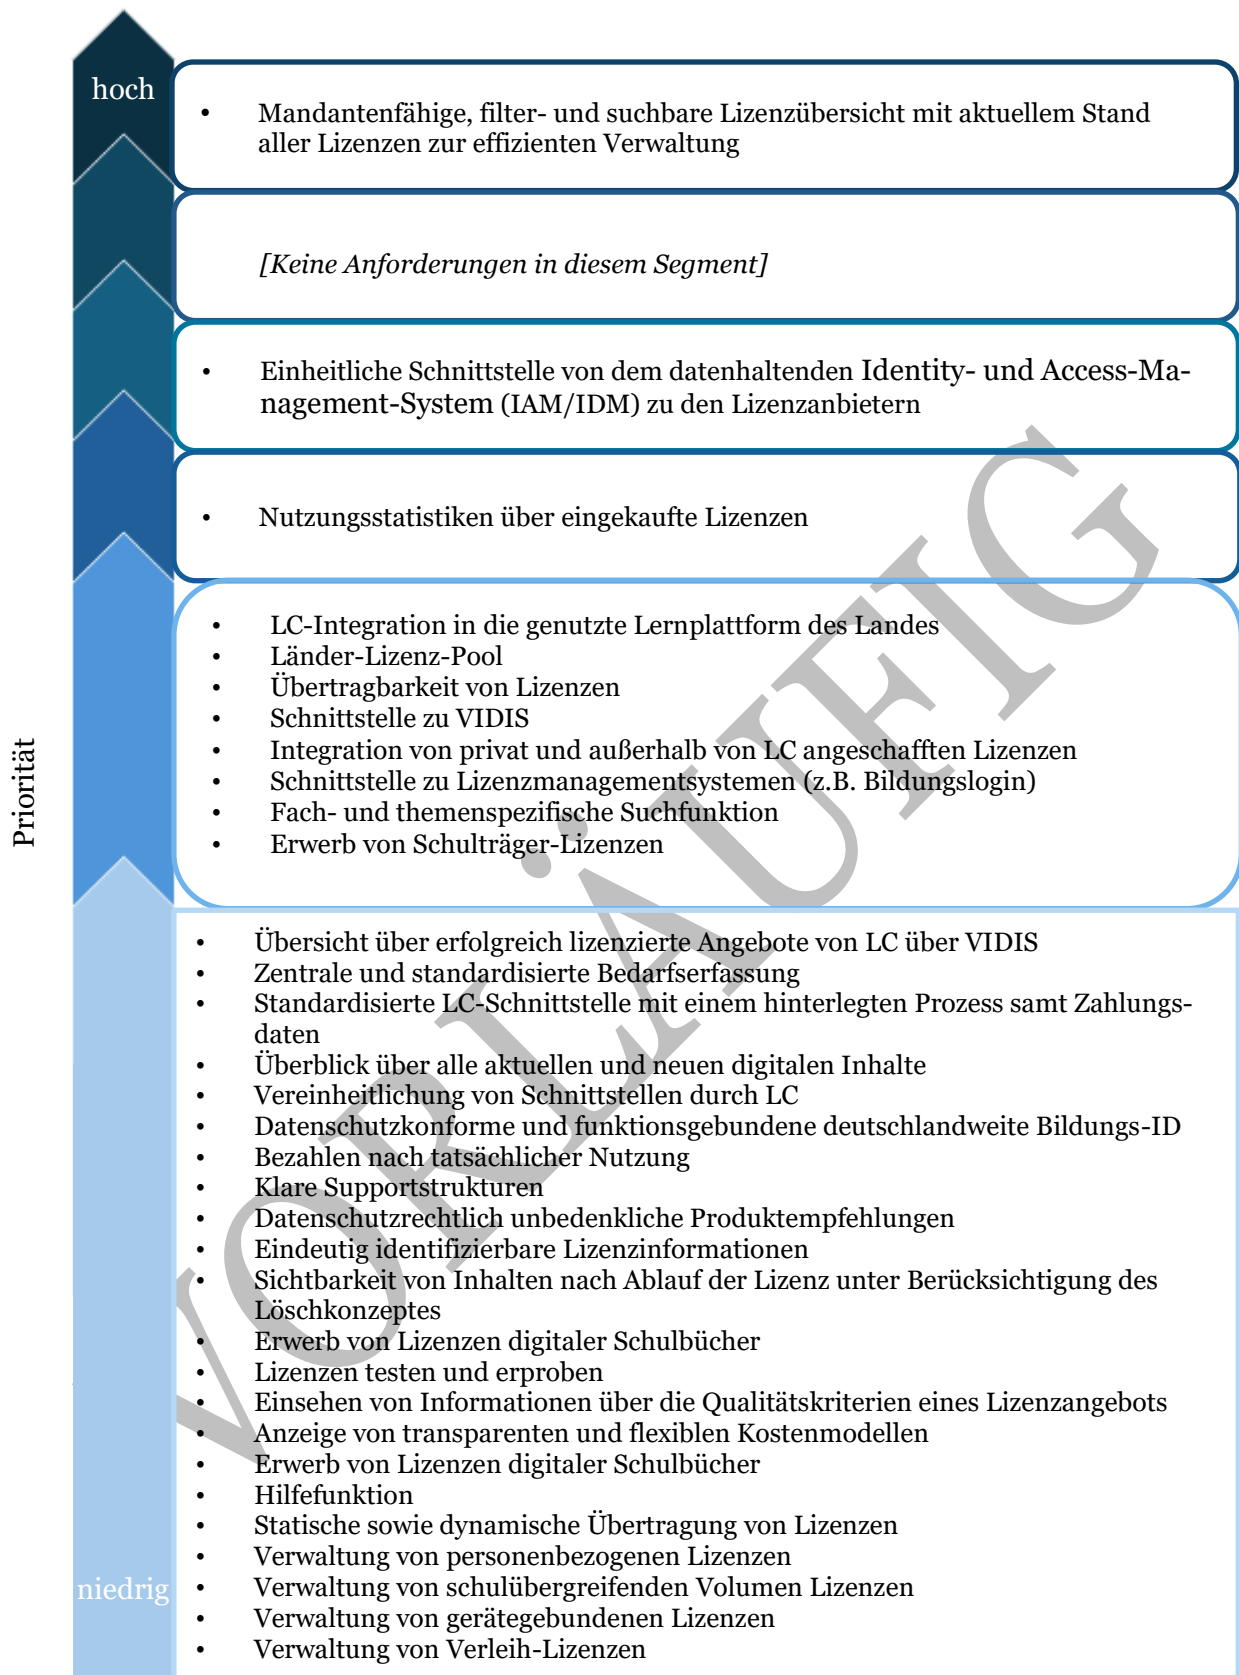 hoch
• Mandantenfähige, filter- und suchbare Lizenzübersicht mit aktuellem Stand
aller Lizenzen zur effizienten Verwaltung
[Keine Anforderungen in diesem Segment]
• Einheitliche Schnittstelle von dem datenhaltenden Identity- und Access-Ma-
nagement-System (IAM/IDM) zu den Lizenzanbietern
• Nutzungsstatistiken über eingekaufte Lizenzen
• LC-Integration in die genutzte Lernplattform des Landes
• Länder-Lizenz-Pool
• Übertragbarkeit von Lizenzen
• Schnittstelle zu VIDIS
• Integration von privat und außerhalb von LC angeschafften Lizenzen
• Schnittstelle zu Lizenzmanagementsystemen (z.B. Bildungslogin)
• Fach- und themenspezifische Suchfunktion
• Erwerb von Schulträger-Lizenzen
Priorität
• Übersicht über erfolgreich lizenzierte Angebote von LC über VIDIS
• Zentrale und standardisierte Bedarfserfassung
• Standardisierte LC-Schnittstelle mit einem hinterlegten Prozess samt Zahlungs-
daten
• Überblick über alle aktuellen und neuen digitalen Inhalte
• Vereinheitlichung von Schnittstellen durch LC
• Datenschutzkonforme und funktionsgebundene deutschlandweite Bildungs-ID
• Bezahlen nach tatsächlicher Nutzung
• Klare Supportstrukturen
• Datenschutzrechtlich unbedenkliche Produktempfehlungen
• Eindeutig identifizierbare Lizenzinformationen
• Sichtbarkeit von Inhalten nach Ablauf der Lizenz unter Berücksichtigung des
Löschkonzeptes
• Erwerb von Lizenzen digitaler Schulbücher
• Lizenzen testen und erproben
• Einsehen von Informationen über die Qualitätskriterien eines Lizenzangebots
• Anzeige von transparenten und flexiblen Kostenmodellen
• Erwerb von Lizenzen digitaler Schulbücher
• Hilfefunktion
• Statische sowie dynamische Übertragung von Lizenzen
• Verwaltung von personenbezogenen Lizenzen
• Verwaltung von schulübergreifenden Volumen Lizenzen
• Verwaltung von gerätegebundenen Lizenzen
• Verwaltung von Verleih-Lizenzen
niedrig
VORLÄUFIG